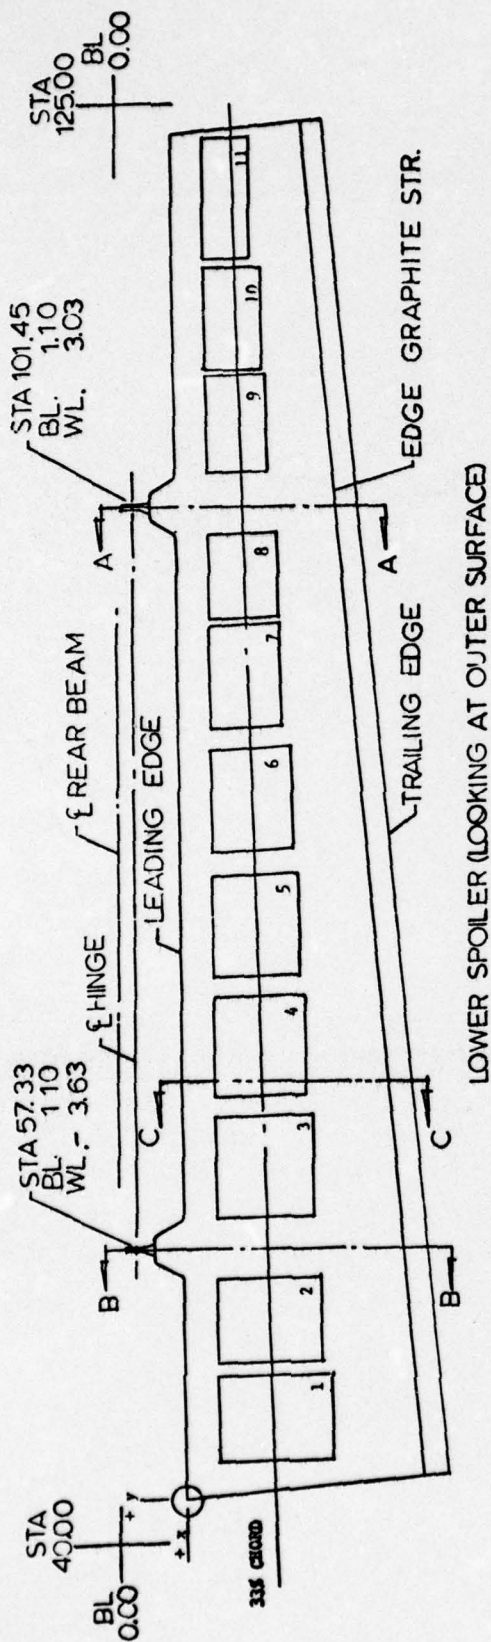 STA
40.00
BL
0.00
+ y
+ x
33% CHORD
STA 57.33
BL. 1.10
WL.- 3.63
B
B
C
C
℄ HINGE
℄ REAR BEAM
LEADING EDGE
STA 101.45
BL. 1.10
WL. 3.03
A
A
STA
125.00
BL
0.00
1
2
3
4
5
6
7
8
9
10
11
TRAILING EDGE
EDGE GRAPHITE STR.
LOWER SPOILER (LOOKING AT OUTER SURFACE)